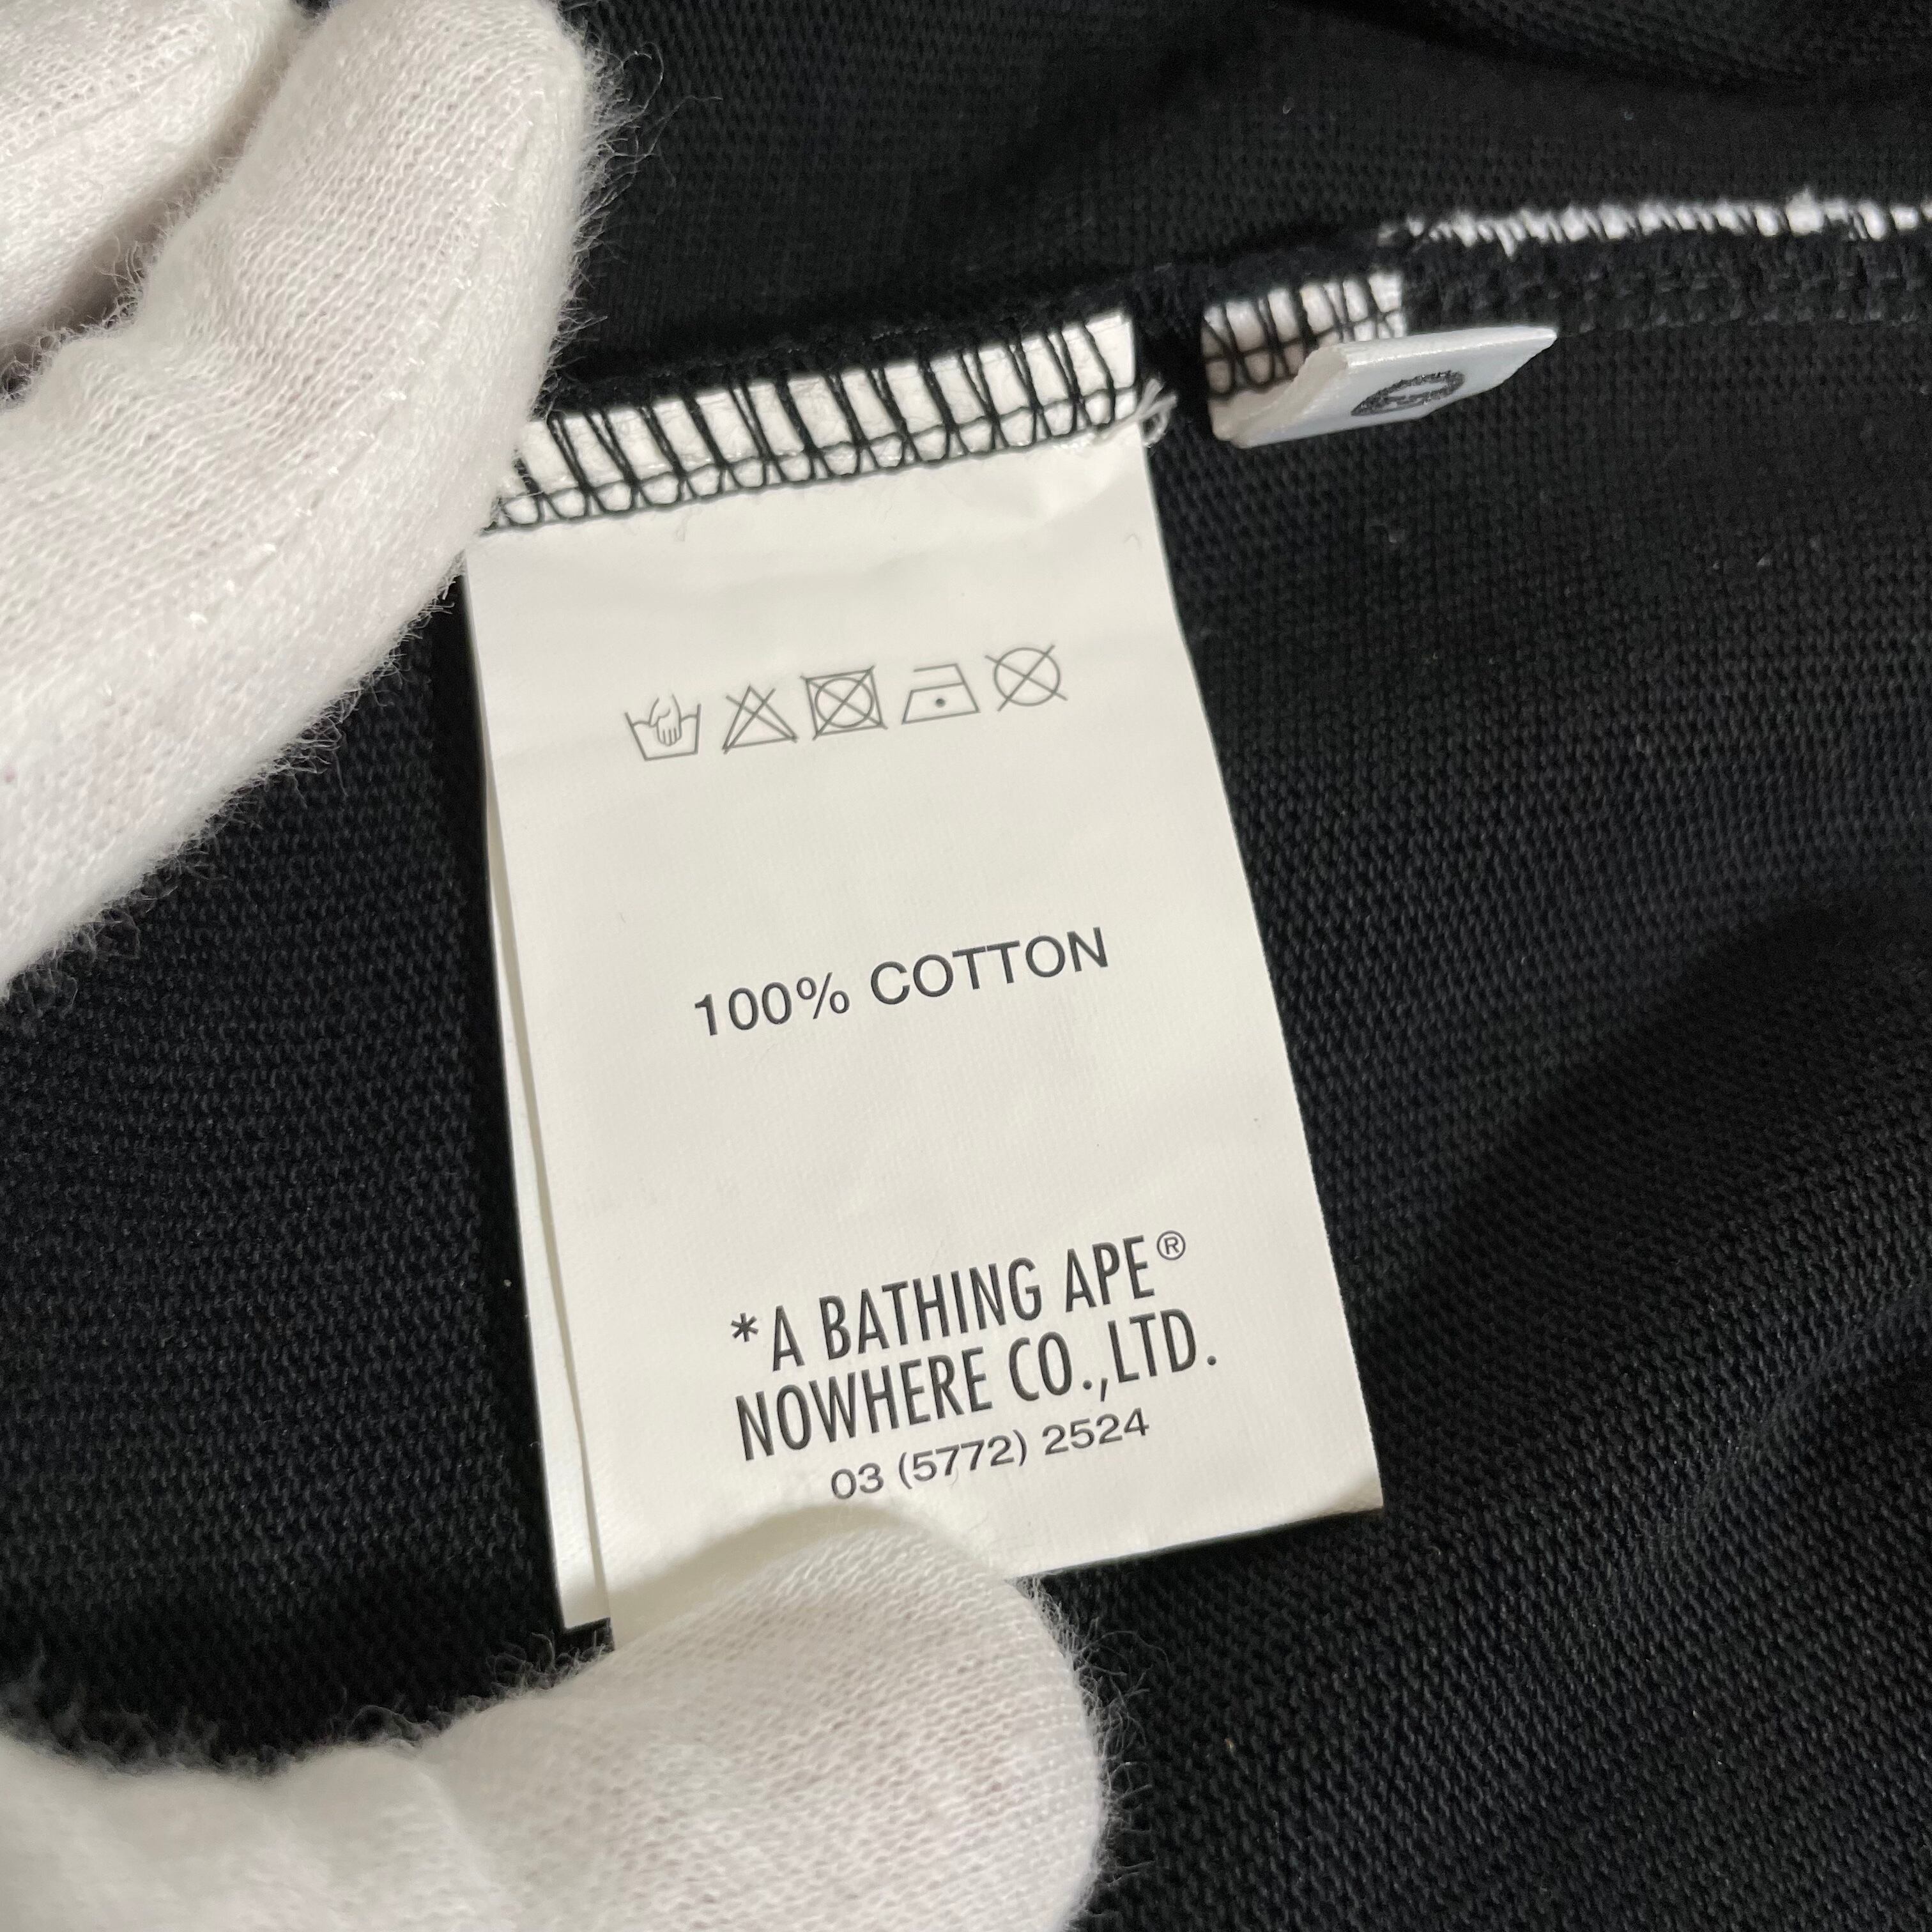 100% COTTON
*A BATHING APE®
NOWHERE CO.,LTD.
03 (5772) 2524